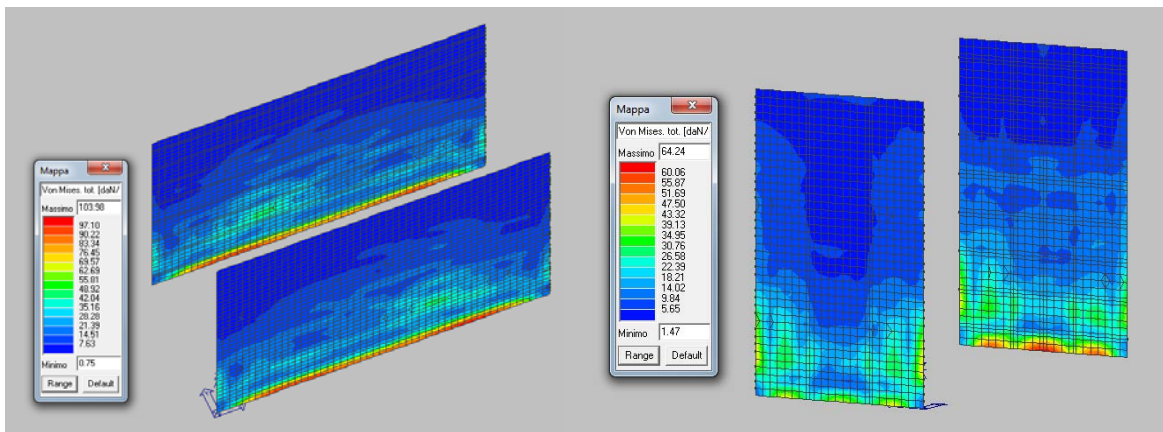 Mappa
Von Mises. tot. [daN/
Massimo 103.98
97.10
90.22
83.34
76.45
69.57
62.69
55.81
48.92
42.04
35.16
28.28
21.39
14.51
7.63
Minimo 0.75
Range Default
Mappa
Von Mises. tot. [daN/
Massimo 64.24
60.06
55.87
51.69
47.50
43.32
39.13
34.95
30.76
26.58
22.39
18.21
14.02
9.84
5.65
Minimo 1.47
Range Default